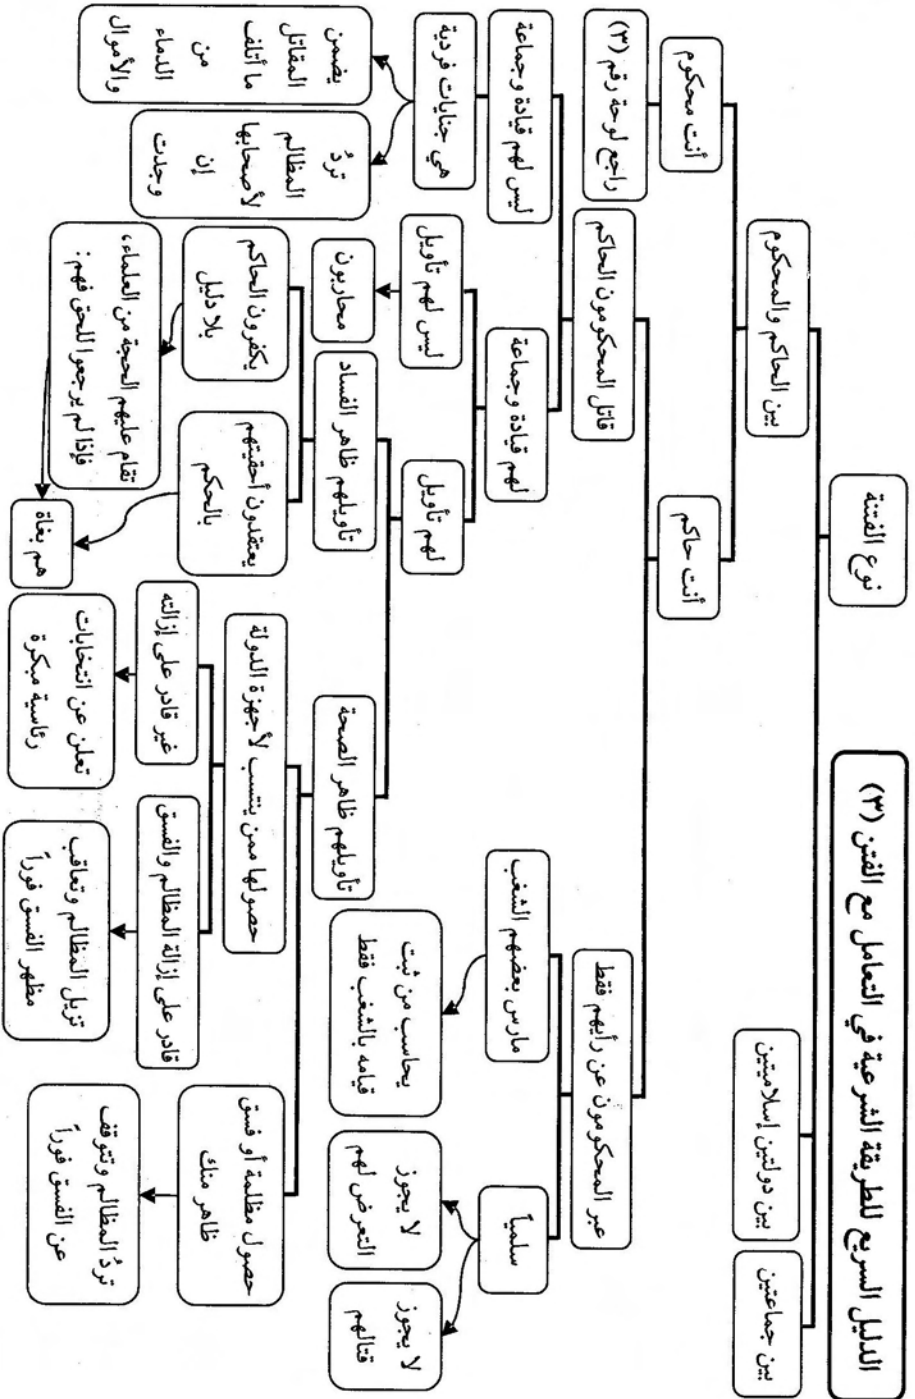 الدليل السريع للطريقة الشرعية في التعامل مع الفتن (٣)
نوع الفتنة
بين جماعتين
بين دولتين إسلاميتين
بين الحاكم والمحكوم
أنت حاكم
أنت محكوم
راجع لوحة رقم (٣)
عبر المحكومون عن رأيهم فقط
قاتل المحكومون الحاكم
سلمياً
مارس بعضهم الشغب
لهم قيادة وجماعة
ليس لهم قيادة وجماعة
لا يجوز
قتالهم
لا يجوز
التعرض لهم
يحاسب من ثبت
قيامه بالشغب فقط
لهم تأويل
ليس لهم تأويل
هي جنايات فردية
محاربون
تردُ
المظالم
لأصحابها
إن
وجدت
يضمن
المقاتل
ما أتلف
من
الدماء
والأموال
تأويلهم ظاهر الصحة
تأويلهم ظاهر الفساد
حصول مظلمة أو فسق
ظاهر منك
حصولها ممن ينتسب لأجهزة الدولة
يعتقدون أحقيتهم
بالحكم
يكفرون الحاكم
بلا دليل
قادر على إزالة المظالم والفسق
غير قادر على إزالته
تردُ المظالم وتتوقف
عن الفسق فوراً
تزيل المظالم وتعاقب
مظهر الفسق فوراً
تعلن عن انتخابات
رئاسية مبكرة
تقام عليهم الحجة من العلماء،
فإذا لم يرجعوا للحق فهم:
هم بغاة